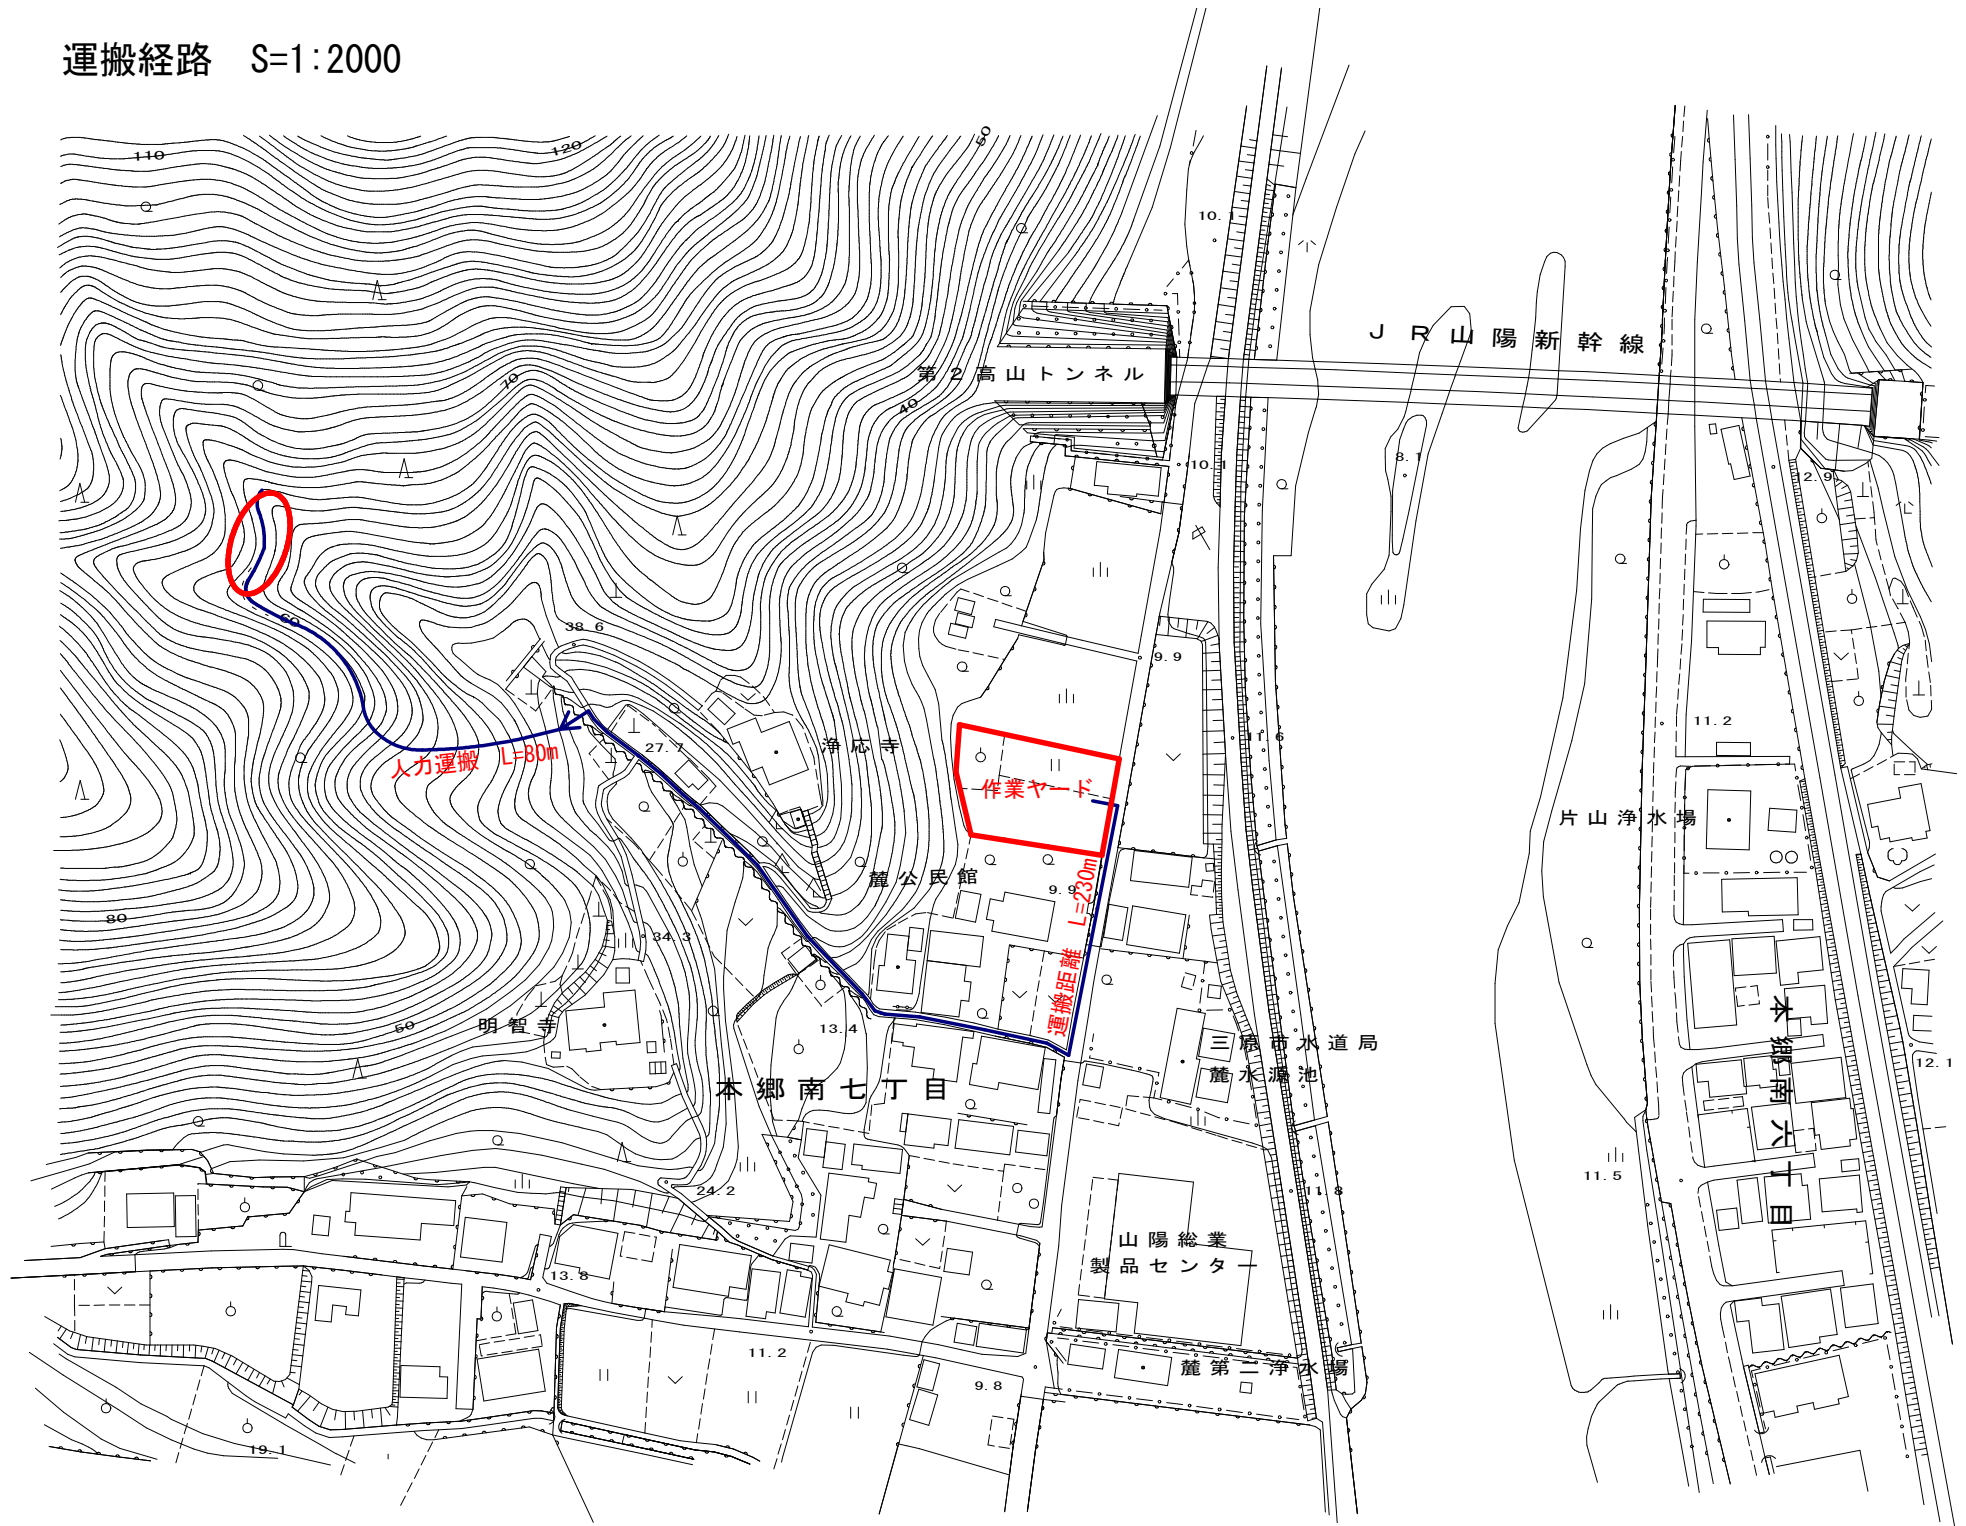 運搬経路　S=1:2000
110
120
50
10.1
ＪＲ山陽新幹線
第２高山トンネル
70
40
10.1
8.1
12.9
60
38.6
9.9
27.7
浄応寺
11.6
11.2
人力運搬　L=80m
作業ヤード
片山浄水場
麓公民館
9.9
運搬距離　L=230m
80
34.3
50
明智寺
13.4
三原市水道局
麓水源池
本郷南七丁目
本郷南六丁目
12.1
24.2
11.8
11.5
山陽総業
製品センター
13.8
11.2
麓第二浄水場
9.8
19.1